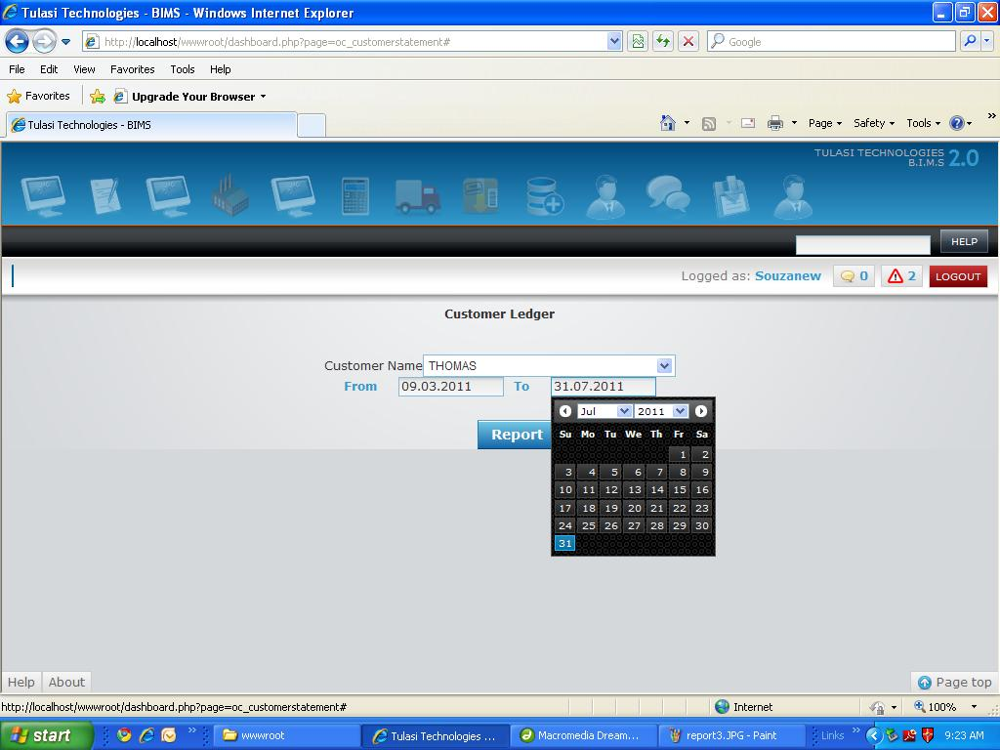 Tulasi Technologies - BIMS - Windows Internet Explorer
http://localhost/wwwroot/dashboard.php?page=oc_customerstatement#
Google
File Edit View Favorites Tools Help
Favorites Upgrade Your Browser
Tulasi Technologies - BIMS
Page Safety Tools
TULASI TECHNOLOGIES
B.I.M.S
2.0
HELP
Logged as: Souzanew 0 2 LOGOUT
Customer Ledger
Customer Name THOMAS
From 09.03.2011 To 31.07.2011
Report
Jul 2011
Su Mo Tu We Th Fr Sa
1 2
3 4 5 6 7 8 9
10 11 12 13 14 15 16
17 18 19 20 21 22 23
24 25 26 27 28 29 30
31
Help About Page top
http://localhost/wwwroot/dashboard.php?page=oc_customerstatement# Internet 100%
start wwwroot Tulasi Technologies ... Macromedia Dream... report3.JPG - Paint Links 9:23 AM